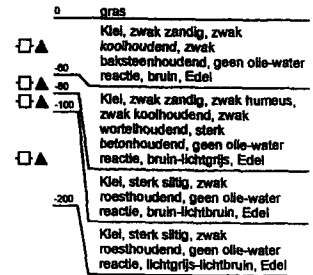 0 gras
Klei, zwak zandig, zwak
koolhoudend, zwak
baksteenhoudend, geen olie-water
reactie, bruin, Edel
-60
-80
Klei, zwak zandig, zwak humeus,
-100
zwak koolhoudend, zwak
wortelhoudend, sterk
betonhoudend, geen olie-water
reactie, bruin-lichtgrijs, Edel
Klei, sterk siltig, zwak
-200
roesthoudend, geen olie-water
reactie, bruin-lichtbruin, Edel
Klei, sterk siltig, zwak
roesthoudend, geen olie-water
reactie, lichtgrijs-lichtbruin, Edel